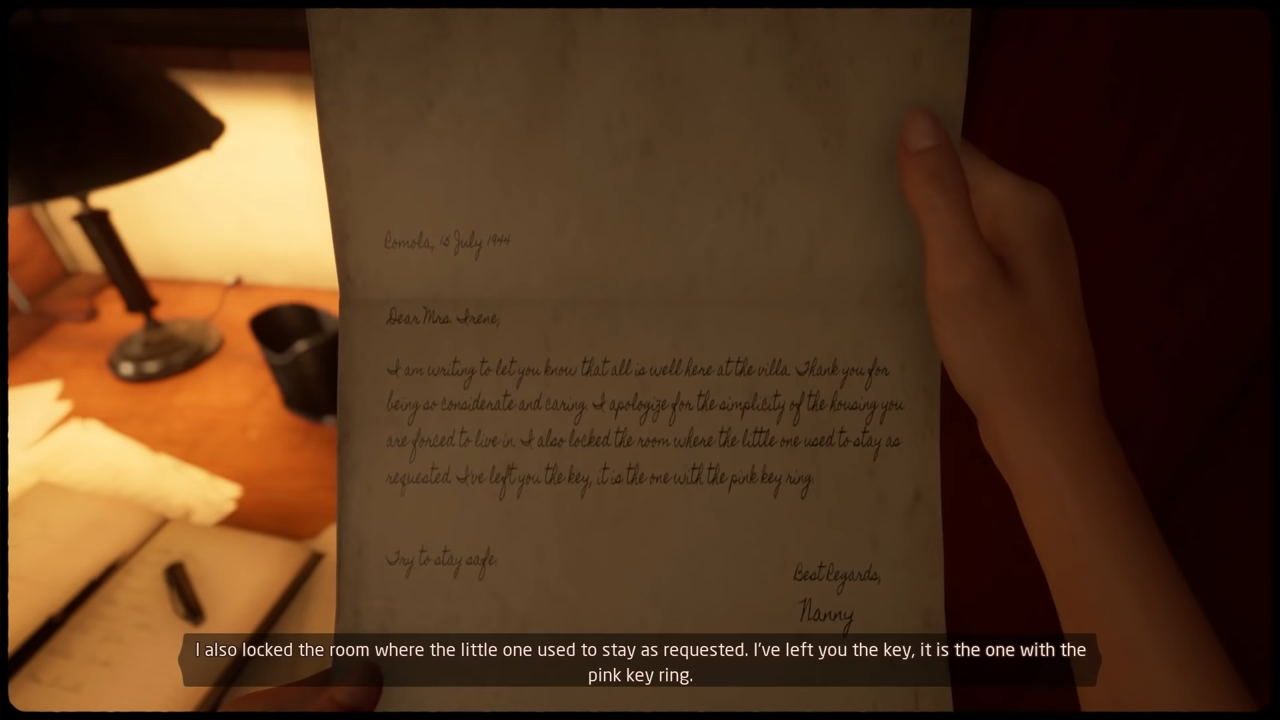 Comola, 15 July 1944
Dear Mrs. Irene,
I am writing to let you know that all is well here at the villa. Thank you for
being so considerate and caring. I apologize for the simplicity of the housing you
are forced to live in. I also locked the room where the little one used to stay as
requested. I've left you the key, it is the one with the pink key ring.
Try to stay safe.
Best Regards,
Nanny
I also locked the room where the little one used to stay as requested. I've left you the key, it is the one with the
pink key ring.